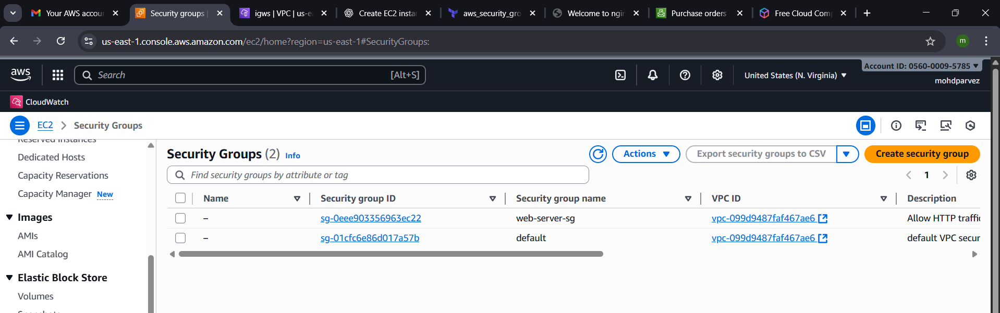 Your AWS accou
Security groups |
igws | VPC | us-e
Create EC2 insta
aws_security_gro
Welcome to ngi
Purchase orders
Free Cloud Com
us-east-1.console.aws.amazon.com/ec2/home?region=us-east-1#SecurityGroups:
m
aws
Search
[Alt+S]
United States (N. Virginia)
Account ID: 0560-0009-5785
mohdparvez
CloudWatch
EC2
Security Groups
Reserved Instances
Dedicated Hosts
Capacity Reservations
Capacity Manager New
Images
AMIs
AMI Catalog
Elastic Block Store
Volumes
Snapshots
Security Groups (2) Info
Actions
Export security groups to CSV
Create security group
Find security groups by attribute or tag
1
Name Security group ID Security group name VPC ID Description
– sg-0eee903356963ec22 web-server-sg vpc-099d9487faf467ae6 Allow HTTP traffic
– sg-01cfc6e86d017a57b default vpc-099d9487faf467ae6 default VPC secur